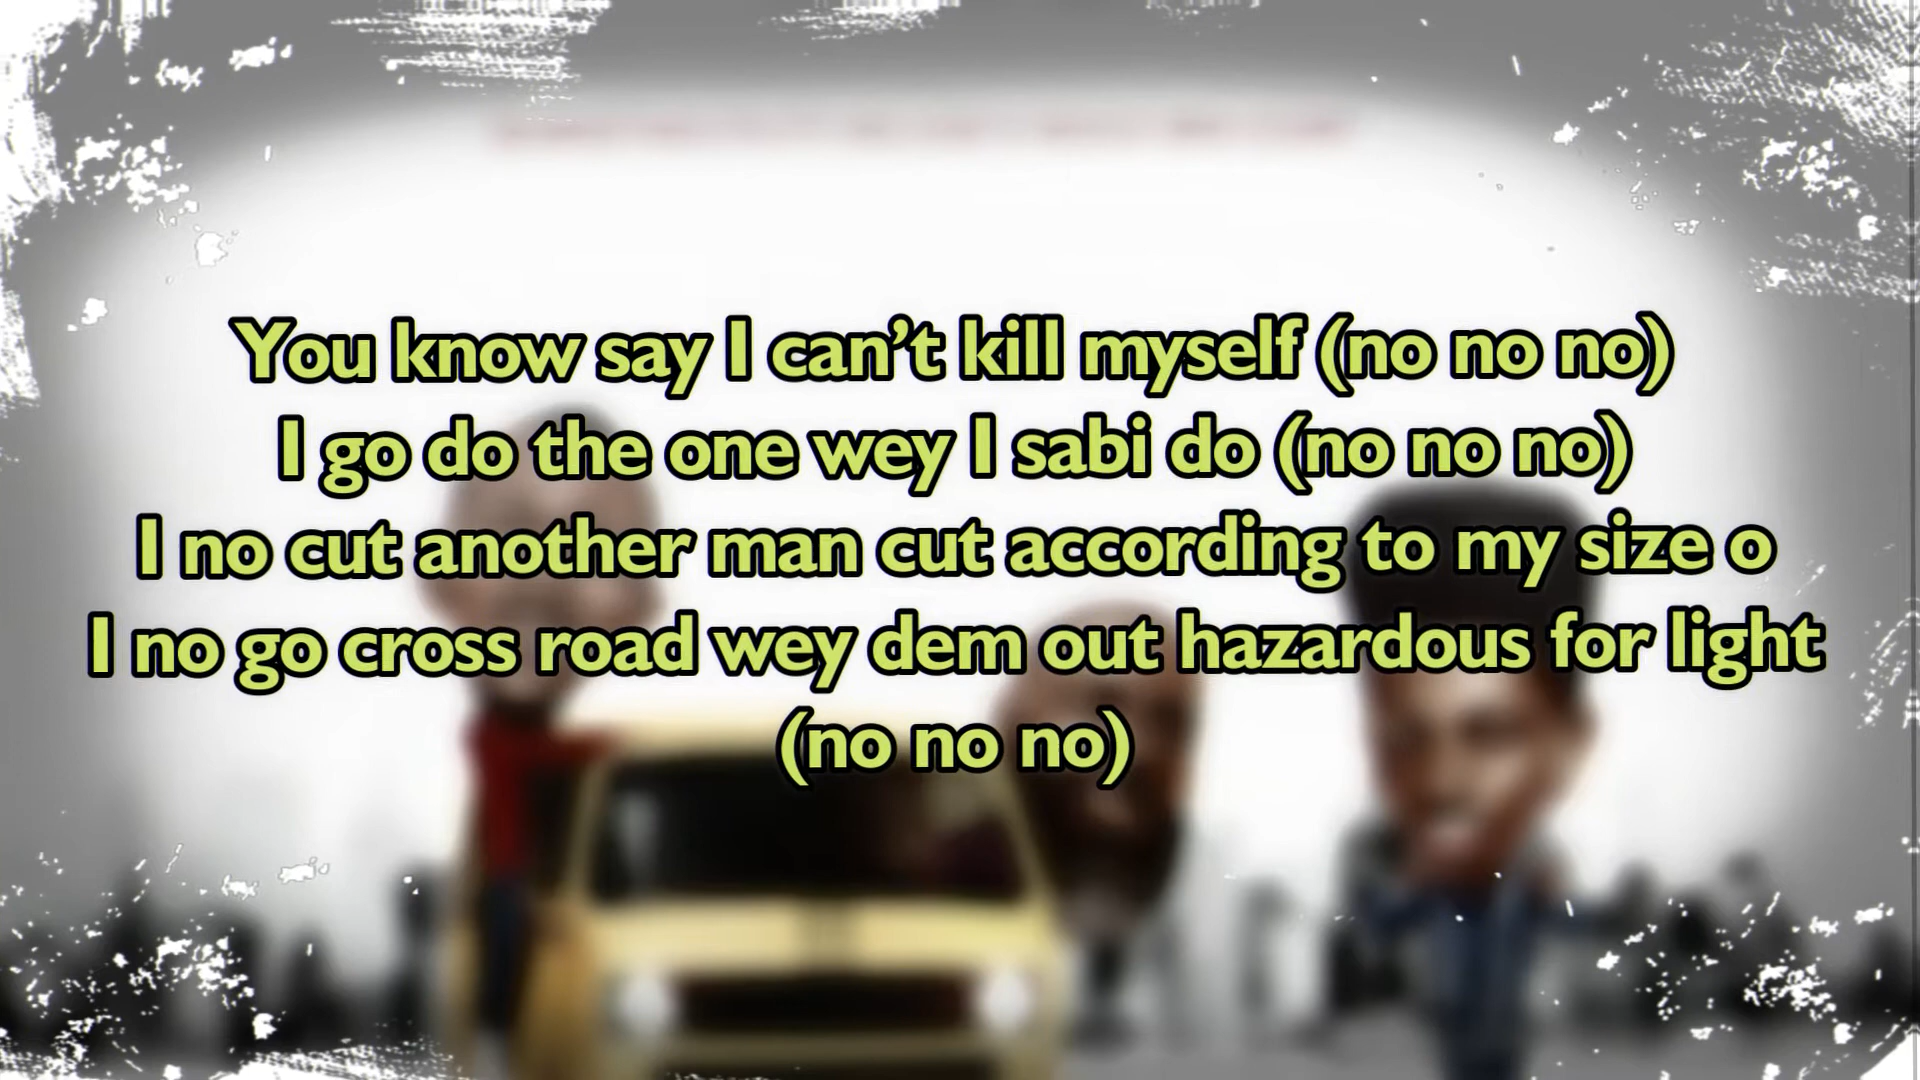 You know say I can’t kill myself (no no no)
I go do the one wey I sabi do (no no no)
I no cut another man cut according to my size o
I no go cross road wey dem out hazardous for light
(no no no)